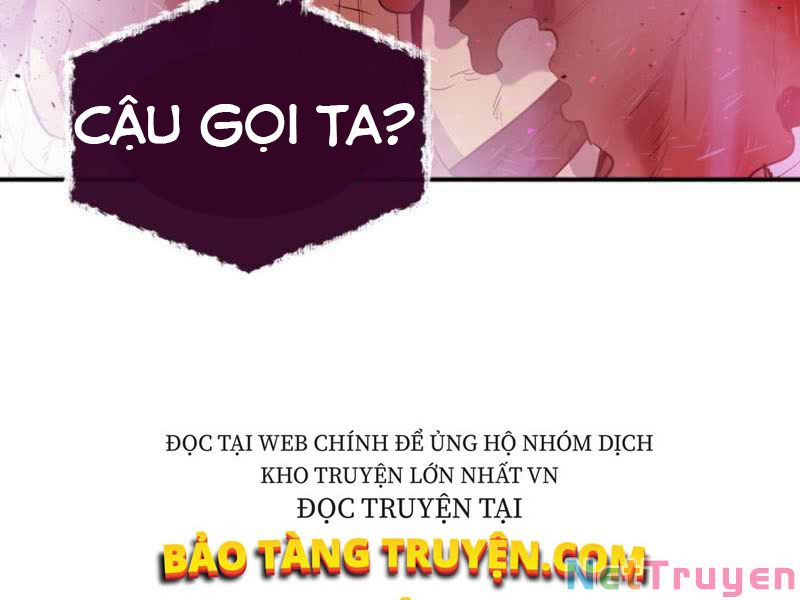 CẬU GỌI TA?
ĐỌC TẠI WEB CHÍNH ĐỂ ỦNG HỘ NHÓM DỊCH
KHO TRUYỆN LỚN NHẤT VN
ĐỌC TRUYỆN TẠI
BẢO TÀNG TRUYỆN.COM
NetTruyen